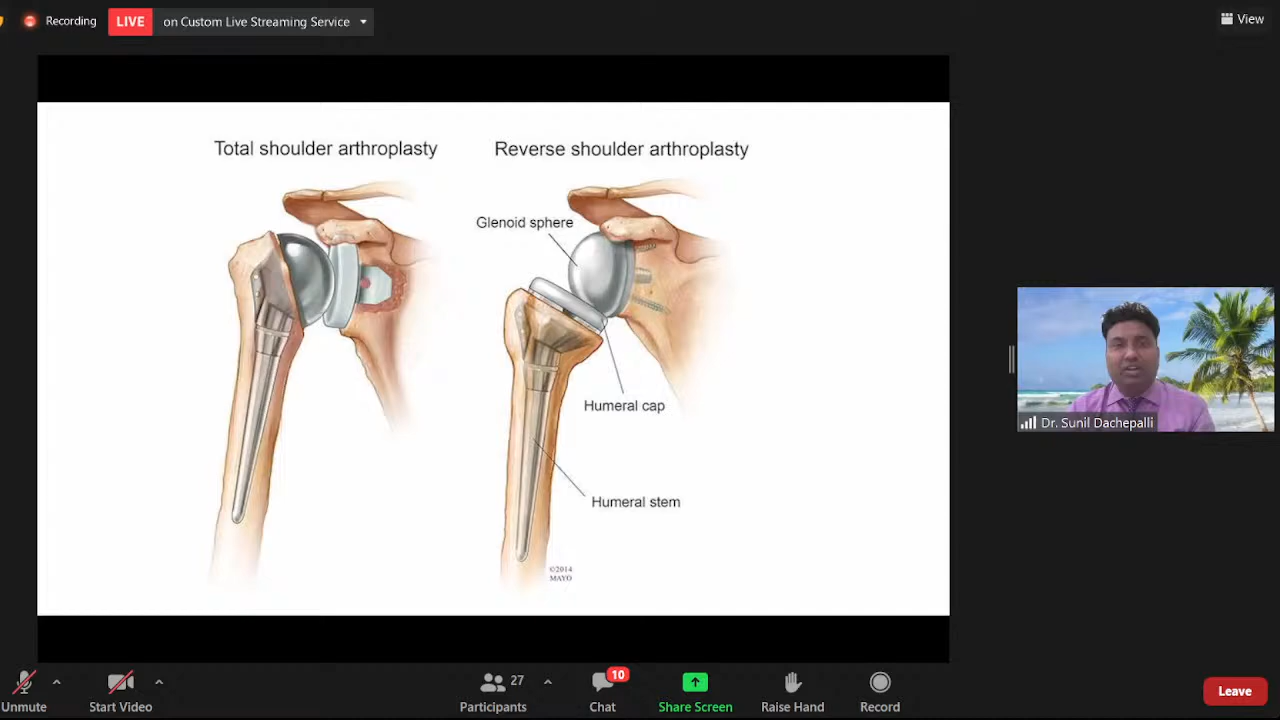 Recording
LIVE
on Custom Live Streaming Service
View
Total shoulder arthroplasty
Reverse shoulder arthroplasty
Glenoid sphere
Humeral cap
Humeral stem
©2014
MAYO
Dr. Sunil Dachepalli
Unmute
Start Video
27
Participants
10
Chat
Share Screen
Raise Hand
Record
Leave